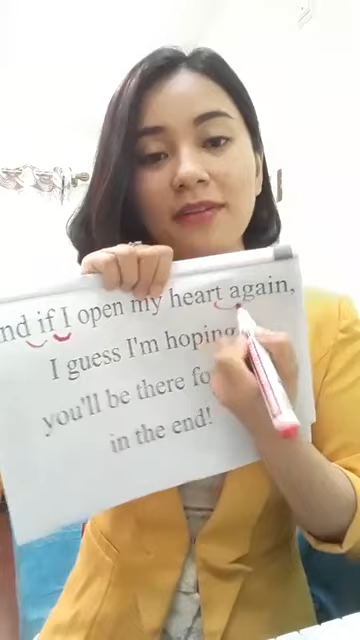 nd if I open my heart again,
I guess I'm hoping
you'll be there fo
in the end!